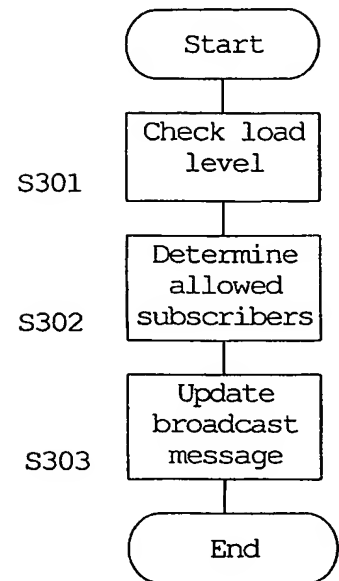 Start
Check load
level
S301
Determine
allowed
subscribers
S302
Update
broadcast
message
S303
End